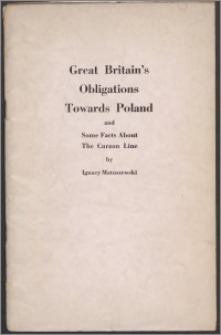 Great Britain's
Obligations
Towards Poland
and
Some Facts About
The Curzon Line
by
Ignacy Matuszewski